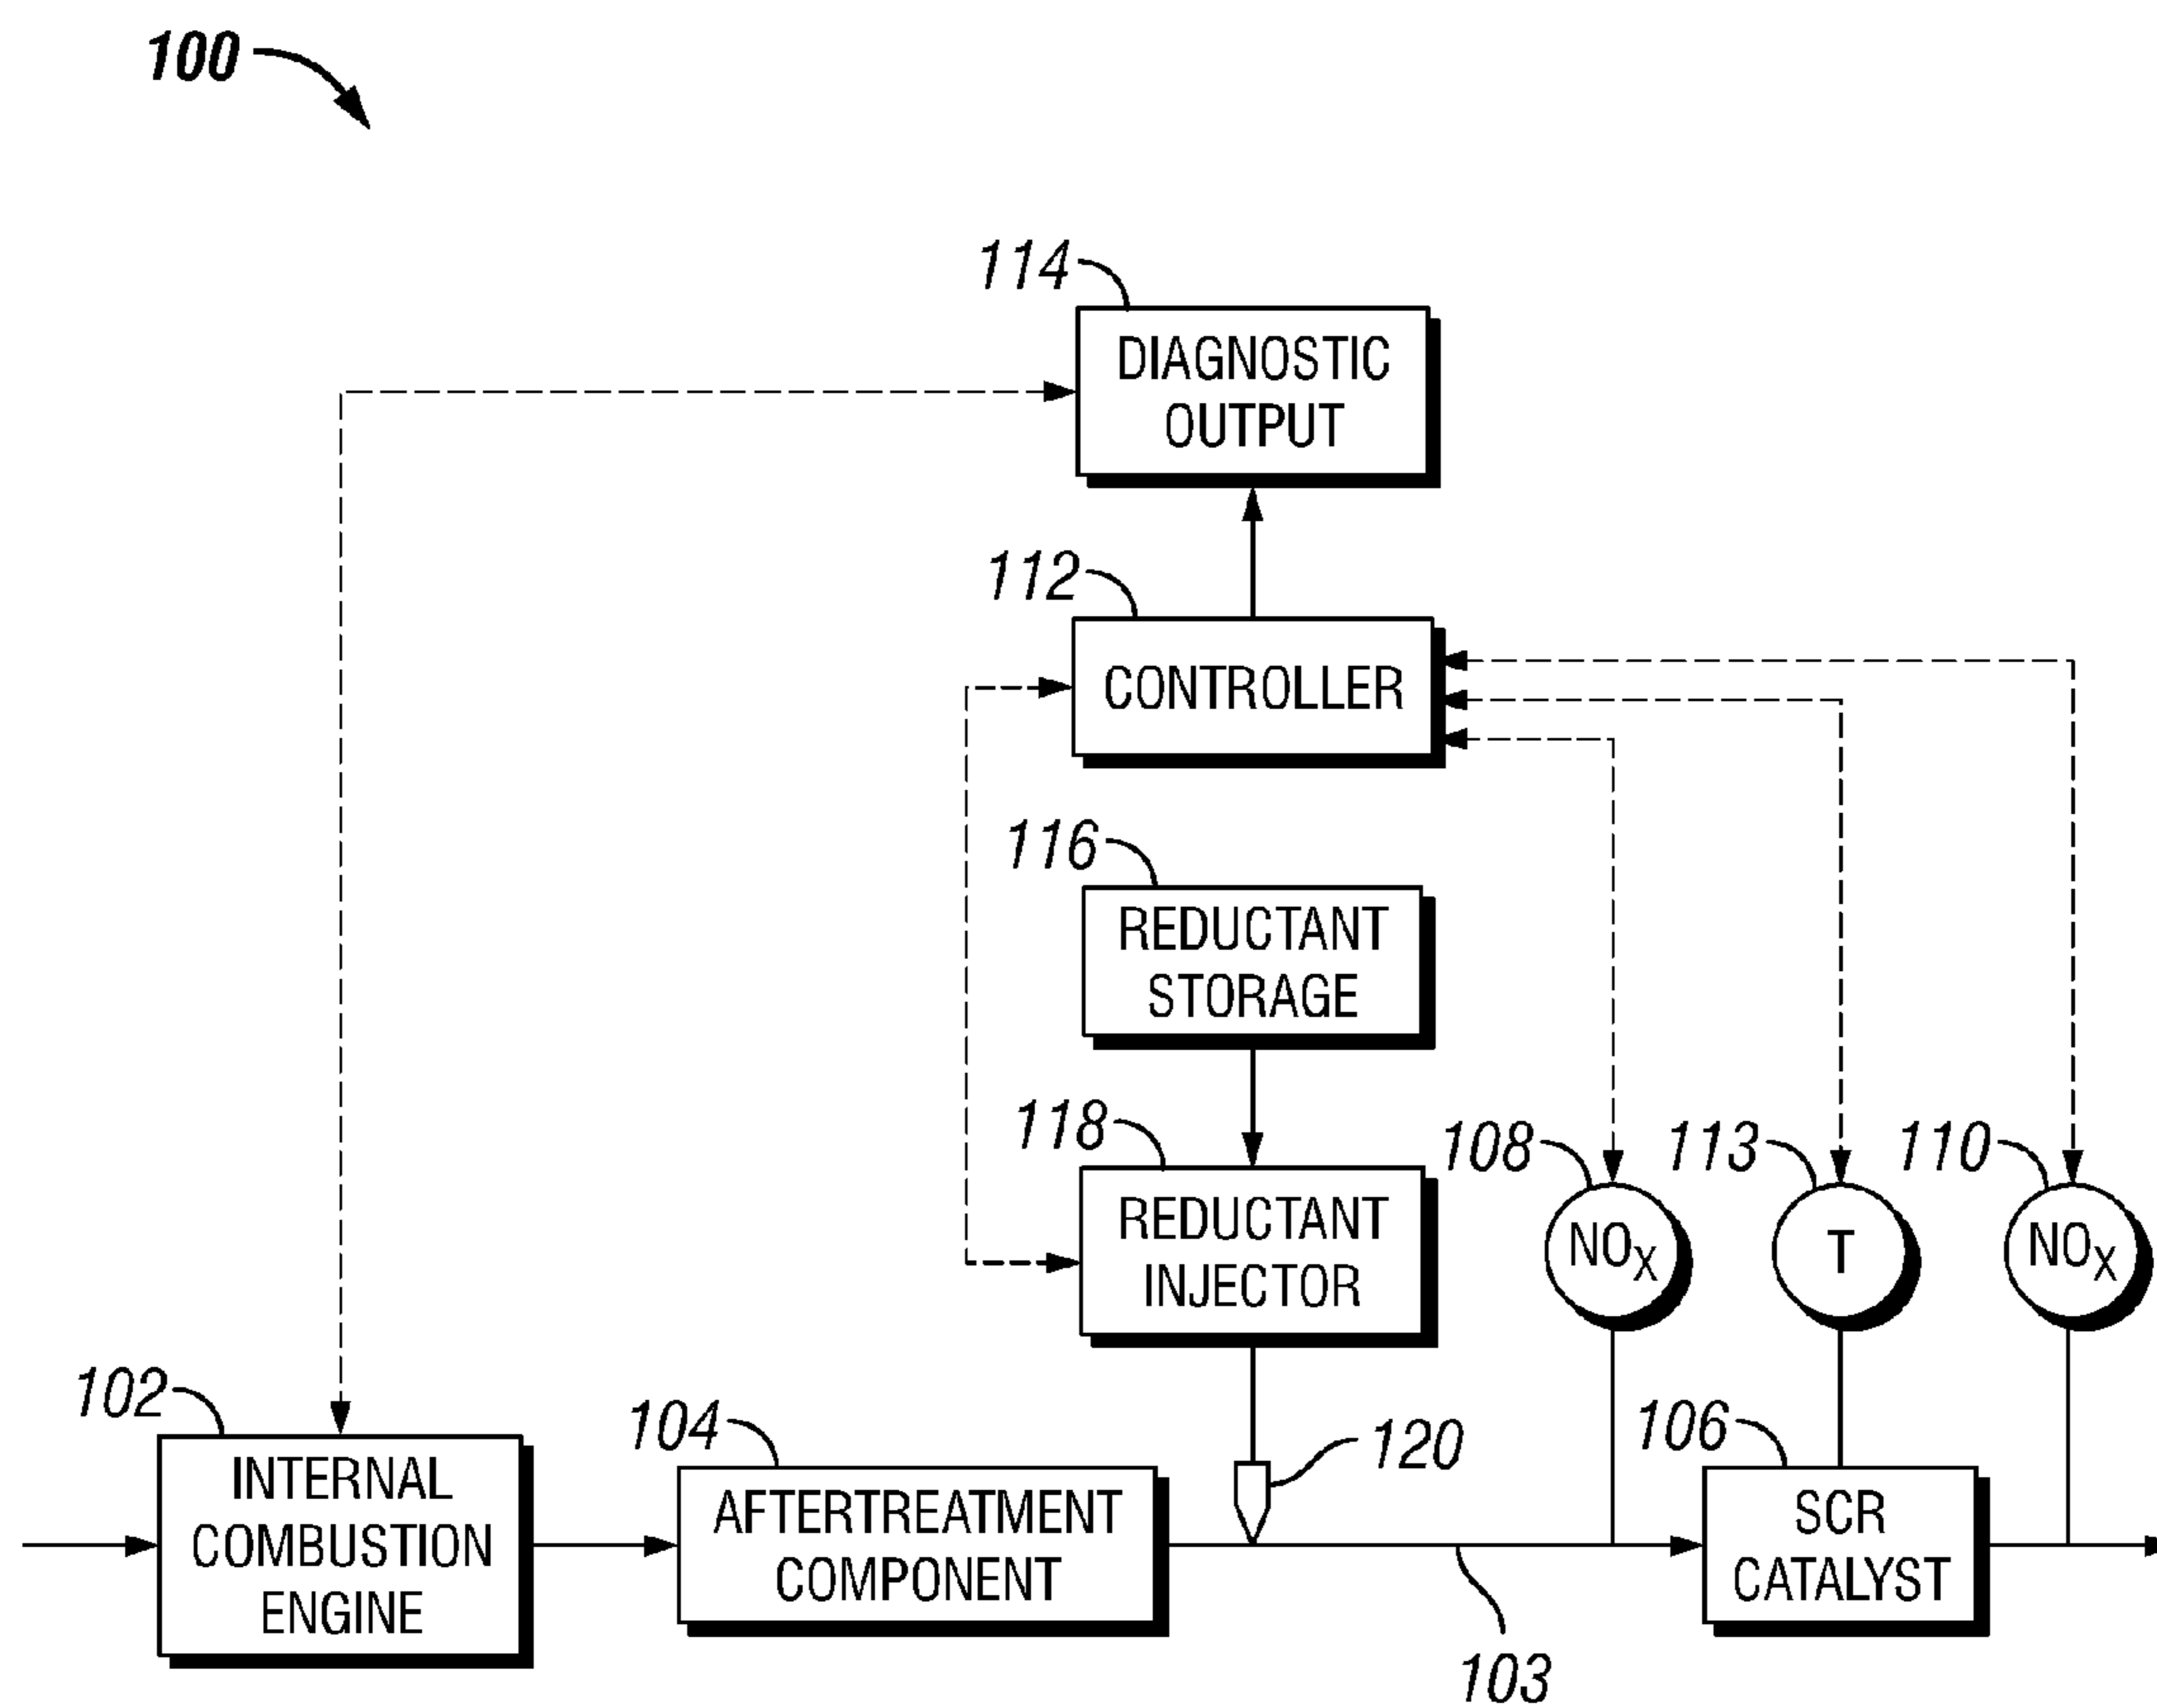 100
114
DIAGNOSTIC
OUTPUT
112
CONTROLLER
116
REDUCTANT
STORAGE
118
REDUCTANT
INJECTOR
108
NOX
113
T
110
NOX
102
INTERNAL
COMBUSTION
ENGINE
104
AFTERTREATMENT
COMPONENT
120
106
SCR
CATALYST
103